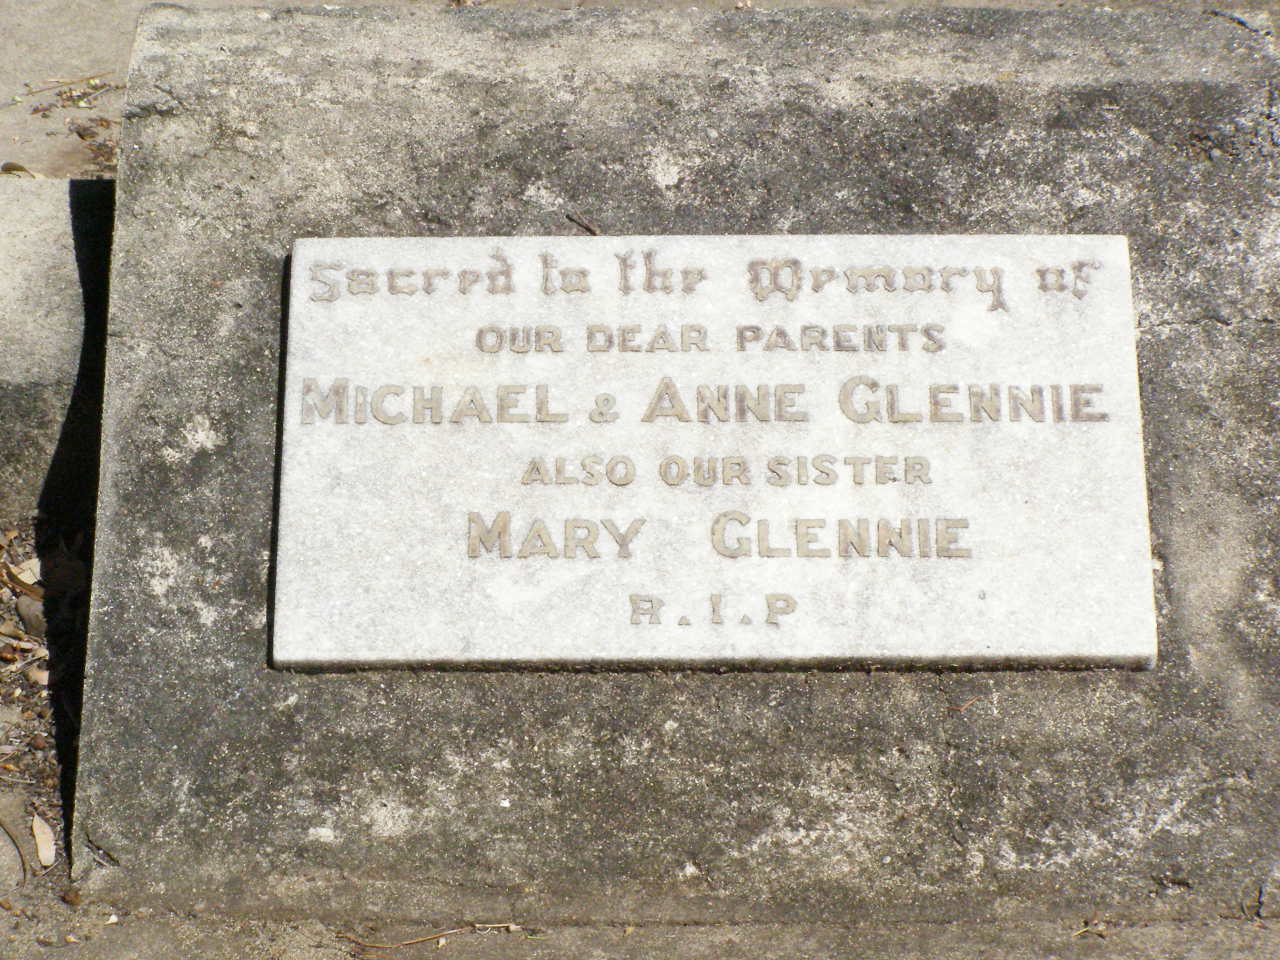 Sacred to the Memory of
OUR DEAR PARENTS
MICHAEL & ANNE GLENNIE
ALSO OUR SISTER
MARY GLENNIE
R.I.P